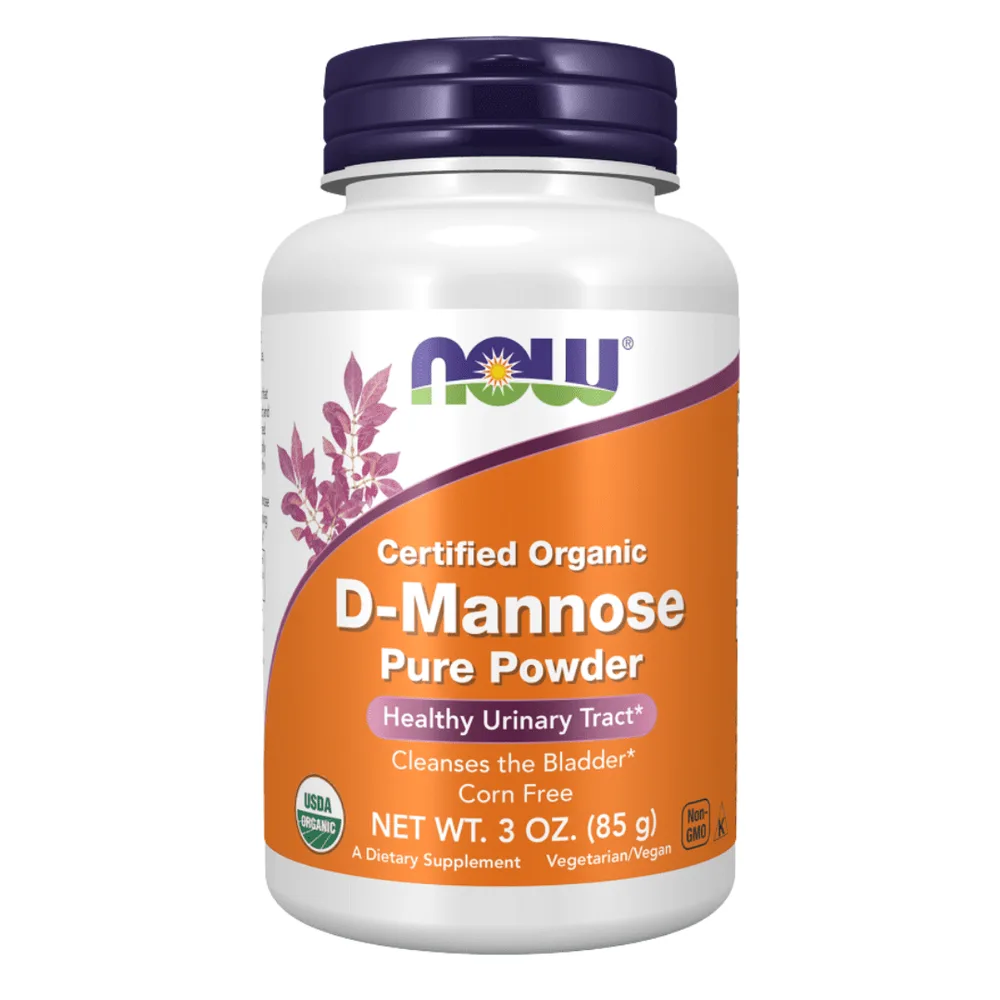 NOW®
Certified Organic
D-Mannose
Pure Powder
Healthy Urinary Tract*
Cleanses the Bladder*
Corn Free
USDA
ORGANIC
NET WT. 3 OZ. (85 g)
Non-
GMO
K
A Dietary Supplement
Vegetarian/Vegan